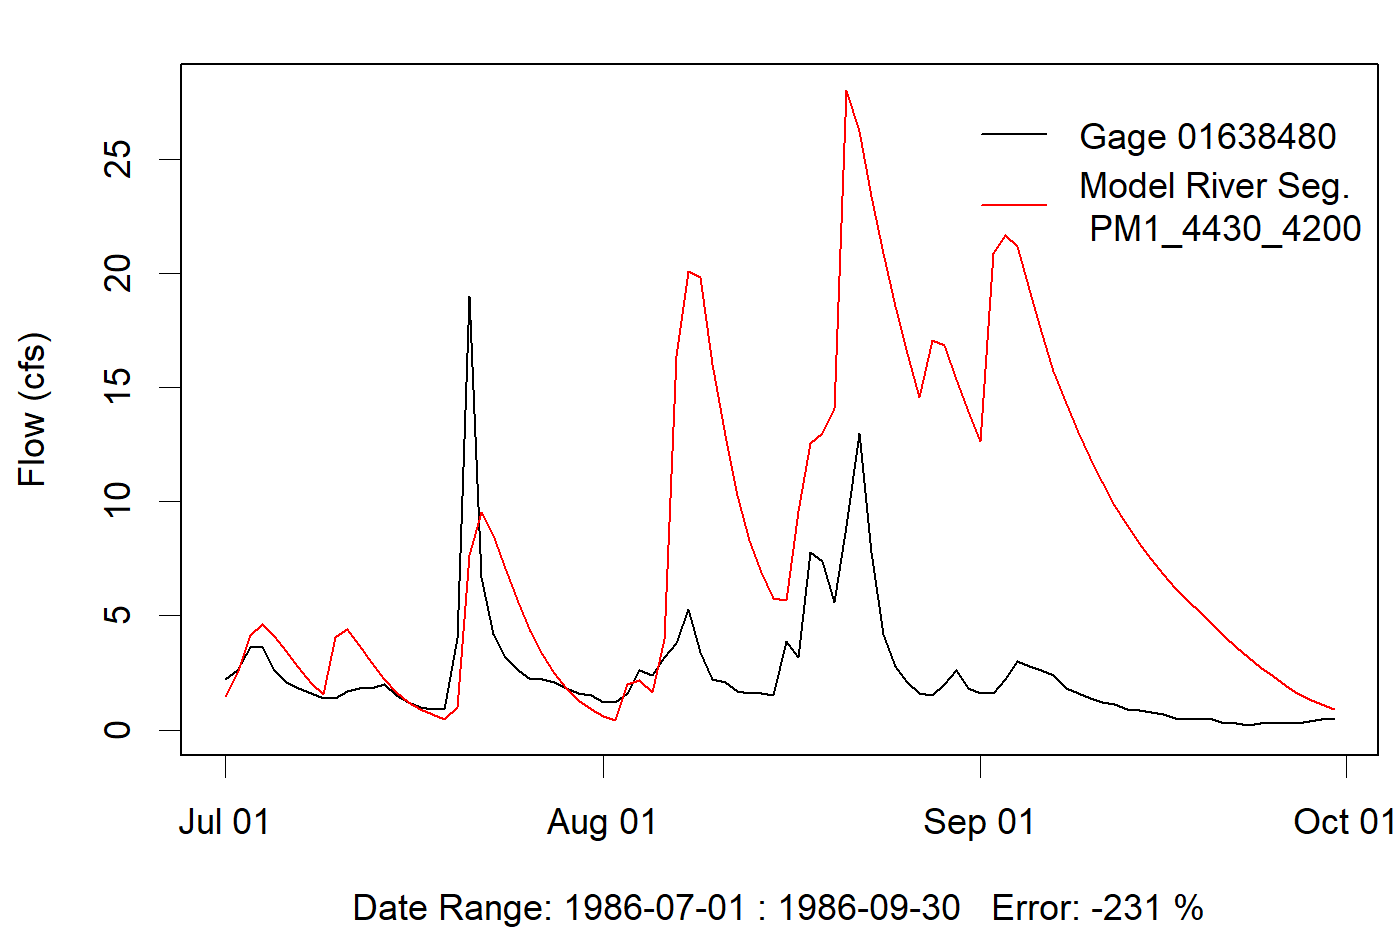 Gage 01638480
Model River Seg.
PM1_4430_4200
Flow (cfs)
25
20
15
10
5
0
Jul 01 Aug 01 Sep 01 Oct 01
Date Range: 1986-07-01 : 1986-09-30 Error: -231 %